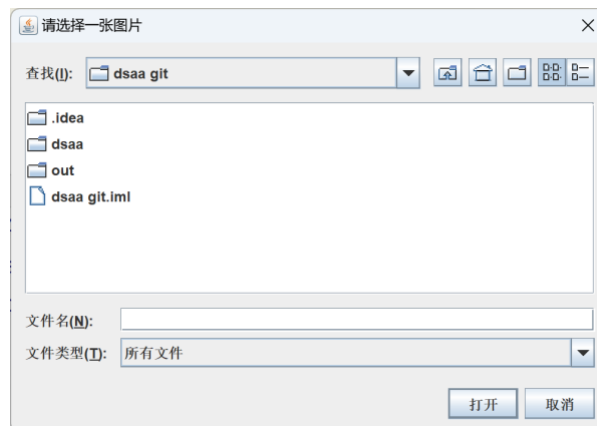 请选择一张图片
查找(I): dsaa git
.idea
dsaa
out
dsaa git.iml
文件名(N):
文件类型(T): 所有文件
打开 取消